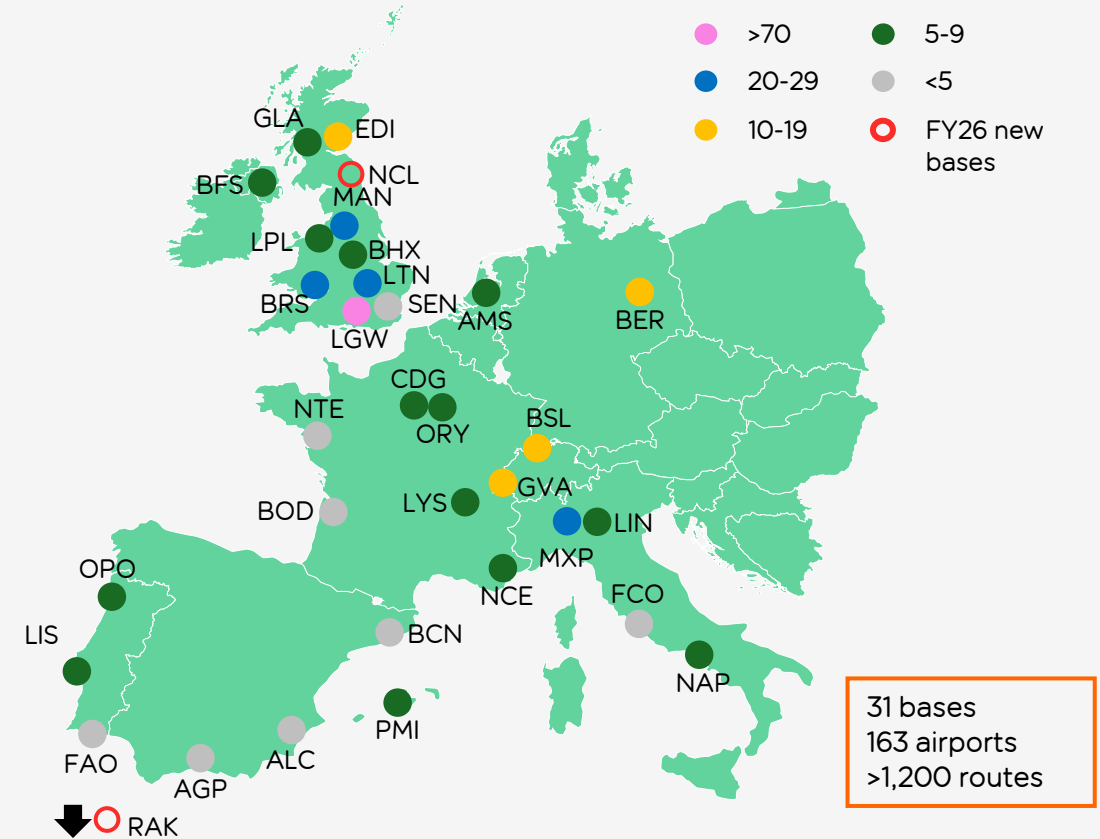 >70
5-9
20-29
<5
10-19
FY26 new
bases
GLA
EDI
NCL
BFS
MAN
LPL
BHX
LTN
BRS
SEN
LGW
AMS
BER
CDG
NTE
ORY
BSL
GVA
LYS
BOD
LIN
MXP
OPO
NCE
FCO
LIS
BCN
NAP
PMI
FAO
ALC
AGP
RAK
31 bases
163 airports
>1,200 routes